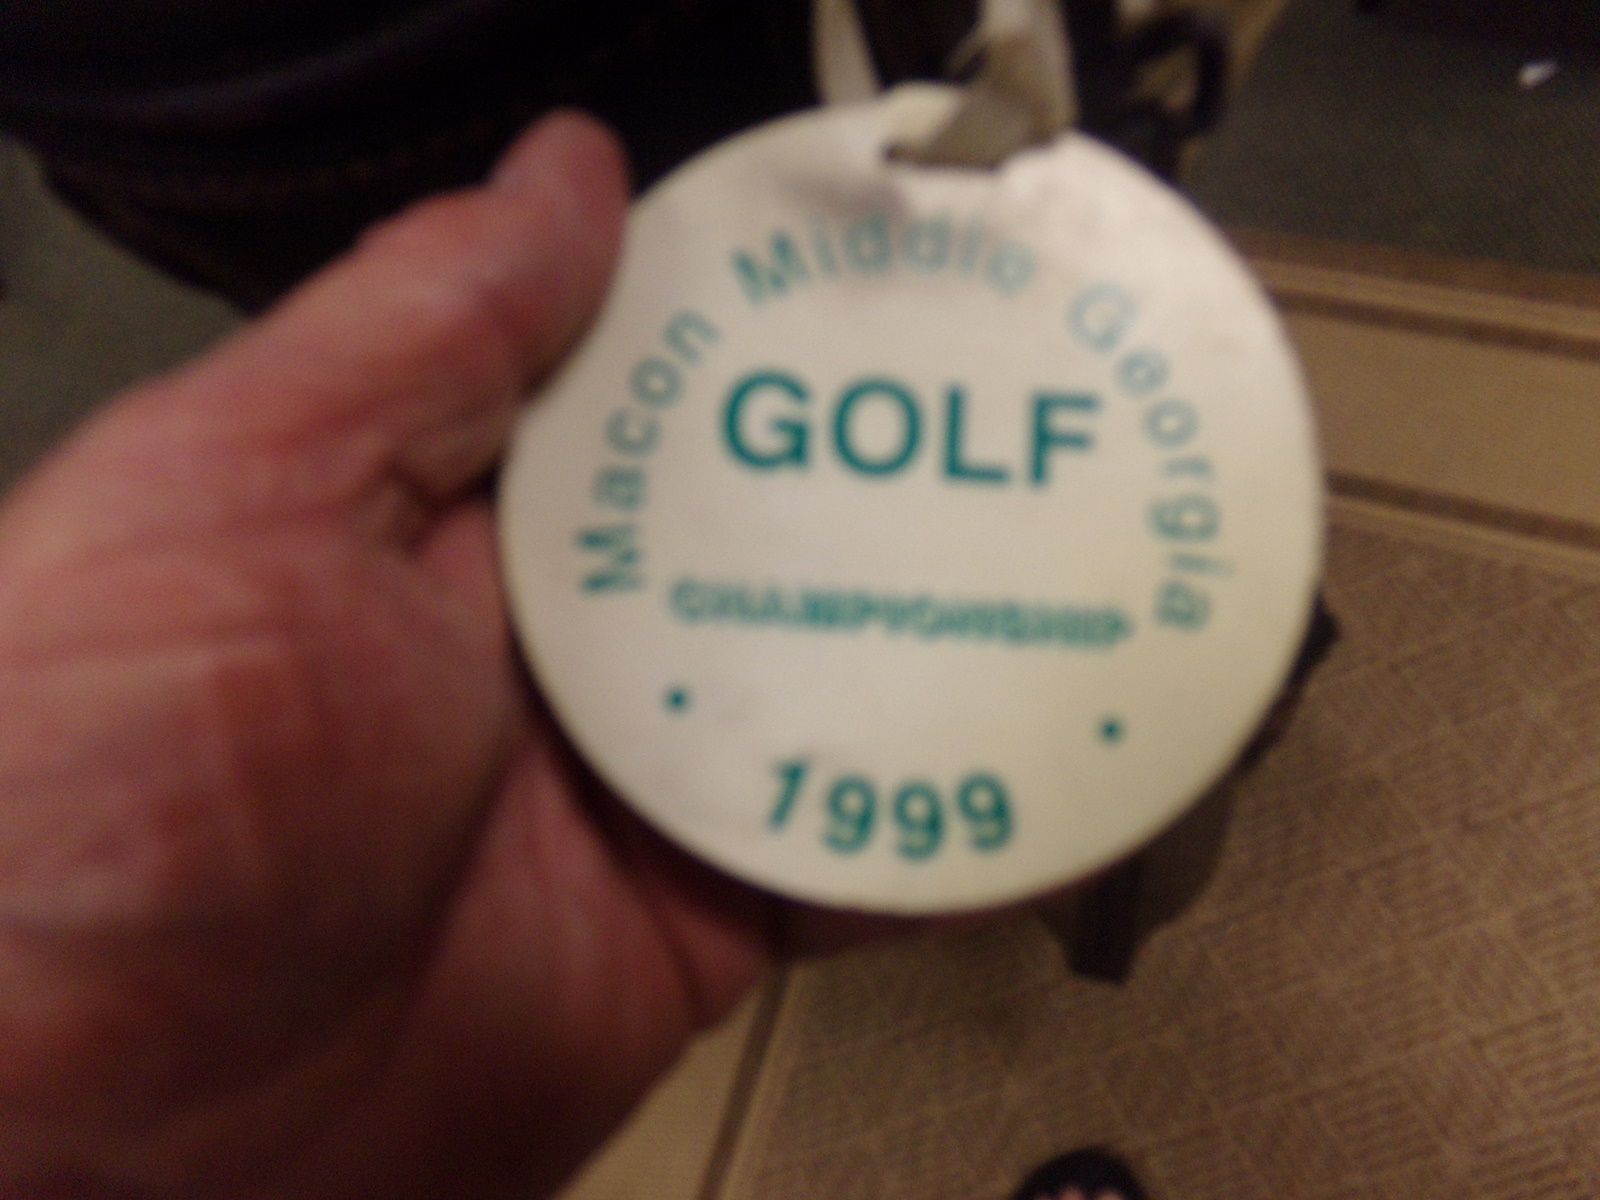 Macon Middle Georgia
GOLF
CHAMPIONSHIP
• 1999 •